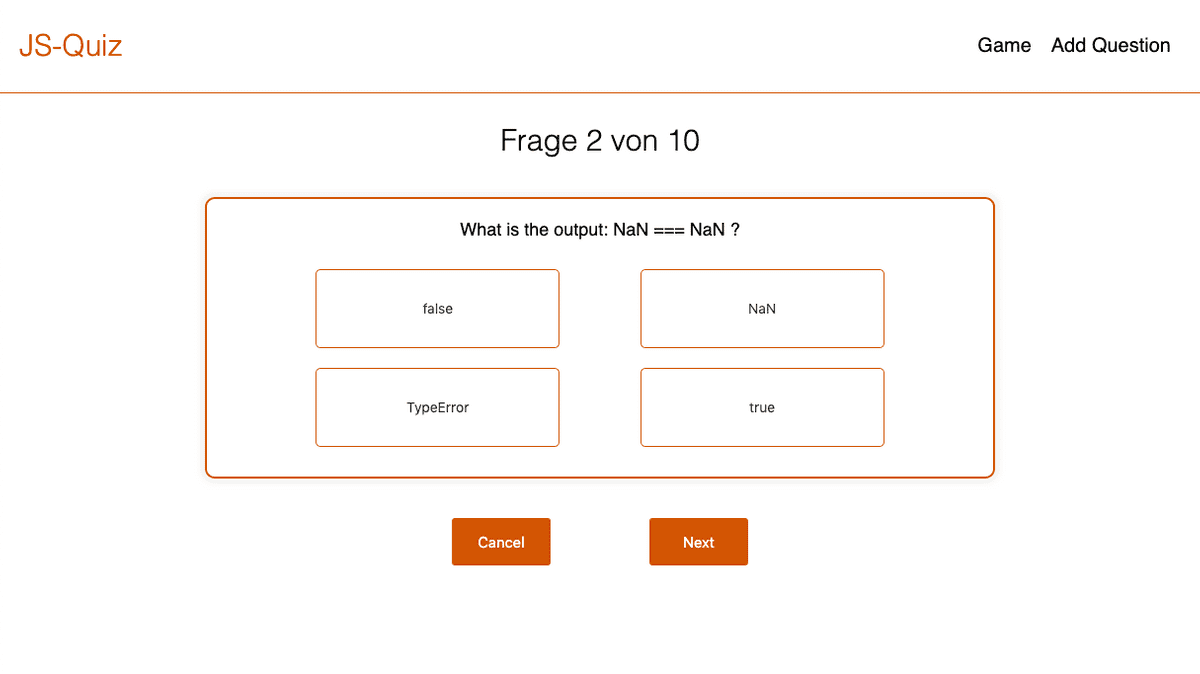 JS-Quiz
Game Add Question
Frage 2 von 10
What is the output: NaN === NaN ?
false
NaN
TypeError
true
Cancel
Next